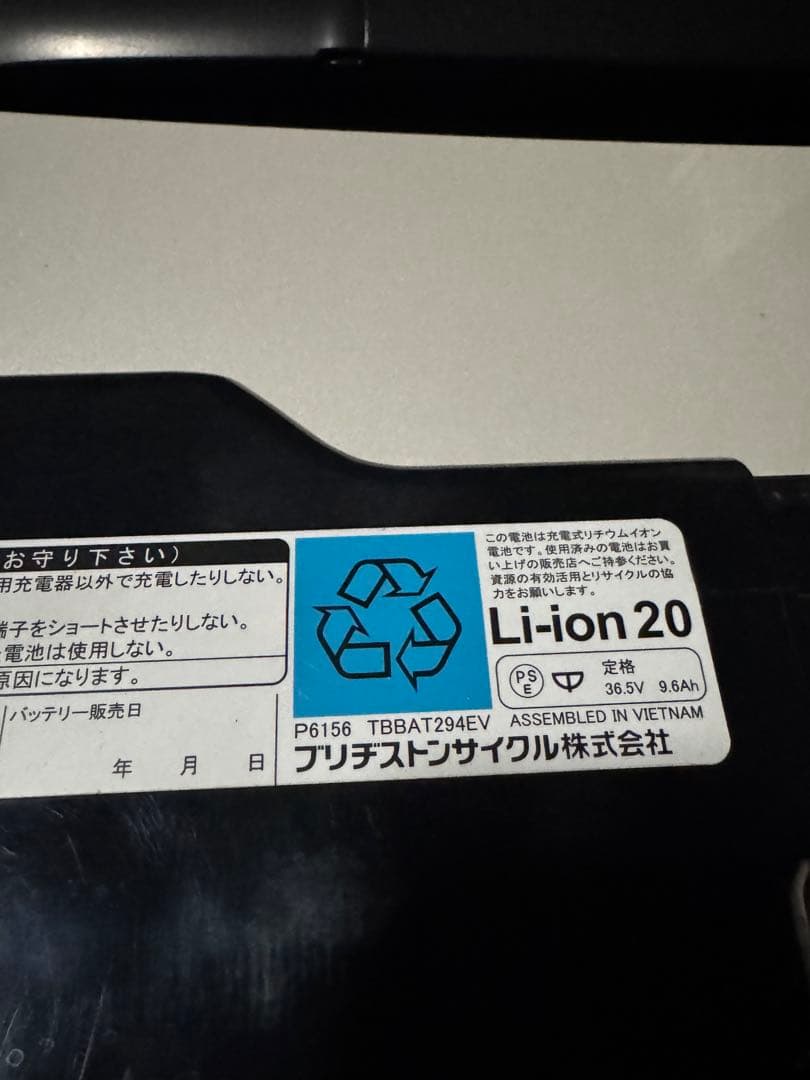 お守り下さい）
用充電器以外で充電したりしない。
端子をショートさせたりしない。
電池は使用しない。
原因になります。
バッテリー販売日
年 月 日
この電池は充電式リチウムイオン
電池です。使用済みの電池はお買
い上げの販売店へご持参ください。
資源の有効活用とリサイクルの協
力をお願いします。
Li-ion 20
PS
E
定格
36.5V 9.6Ah
P6156 TBBAT294EV ASSEMBLED IN VIETNAM
ブリヂストンサイクル株式会社